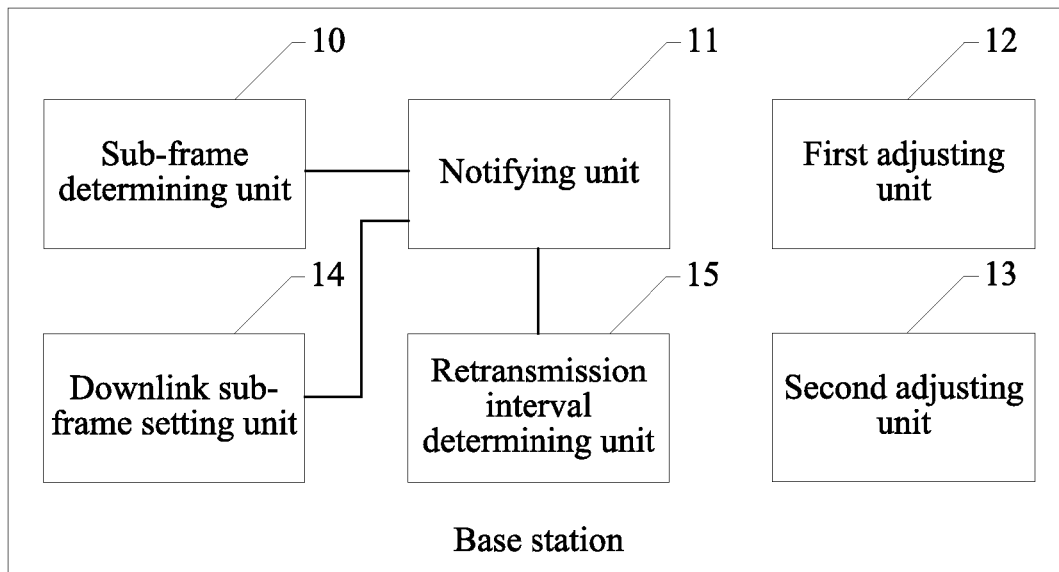 10
11
12
Sub-frame
determining unit
Notifying unit
First adjusting
unit
14
15
13
Downlink sub-
frame setting unit
Retransmission
interval
determining unit
Second adjusting
unit
Base station